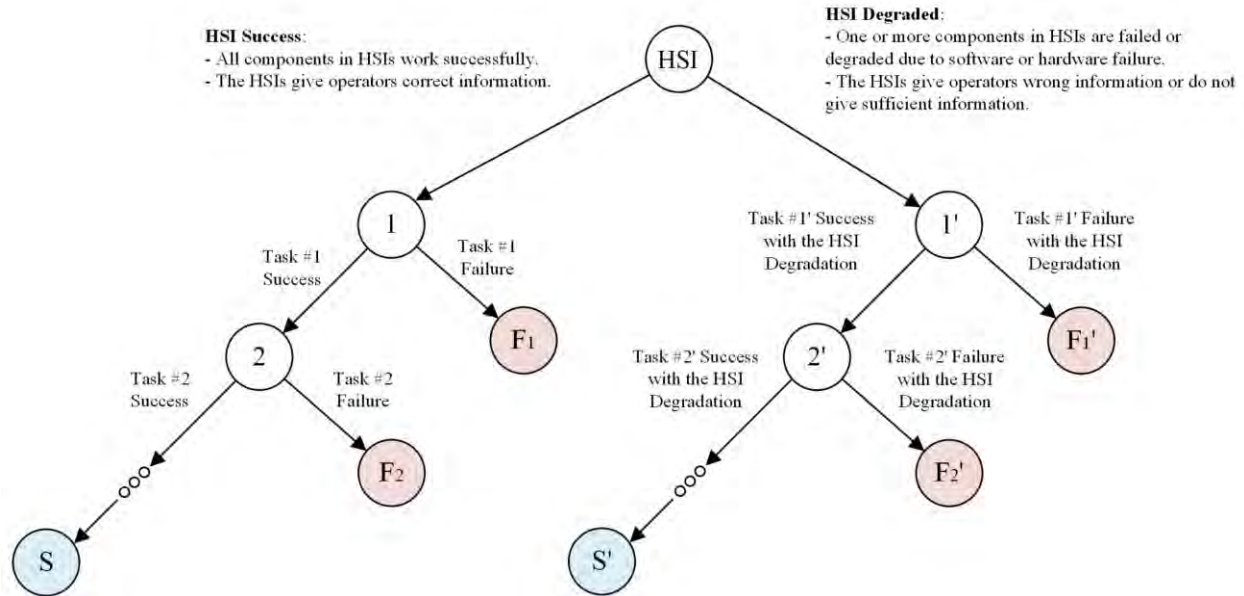 HSI Success:
- All components in HSIs work successfully.
- The HSIs give operators correct information.
HSI
HSI Degraded:
- One or more components in HSIs are failed or
degraded due to software or hardware failure.
- The HSIs give operators wrong information or do not
give sufficient information.
1
Task #1
Success
Task #1
Failure
1'
Task #1' Success
with the HSI
Degradation
Task #1' Failure
with the HSI
Degradation
2
F1
Task #2
Success
Task #2
Failure
2'
F1'
Task #2' Success
with the HSI
Degradation
Task #2' Failure
with the HSI
Degradation
F2
F2'
S
S'